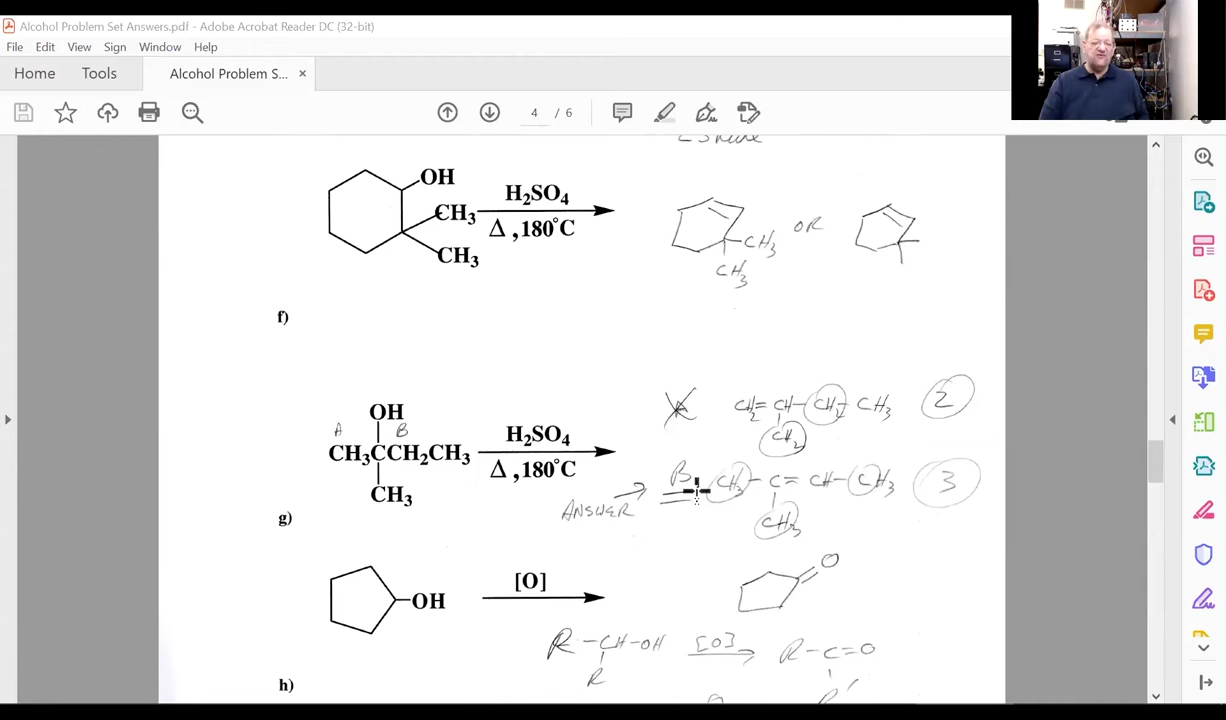 Alcohol Problem Set Answers.pdf - Adobe Acrobat Reader DC (32-bit)
File Edit View Sign Window Help
Home Tools Alcohol Problem S... ×
4 / 6
OH
CH₃
CH₃
H₂SO₄
Δ ,180°C
CH₃
CH₃
OR
f)
A OH B
CH₃CCH₂CH₃
CH₃
H₂SO₄
Δ ,180°C
CH₂=CH-CH₂-CH₃ 2
CH₂
B CH₃-C=CH-CH₃ 3
CH₃
ANSWER
g)
OH
[O]
O
R-CH-OH [O] R-C=O
R R′
h)